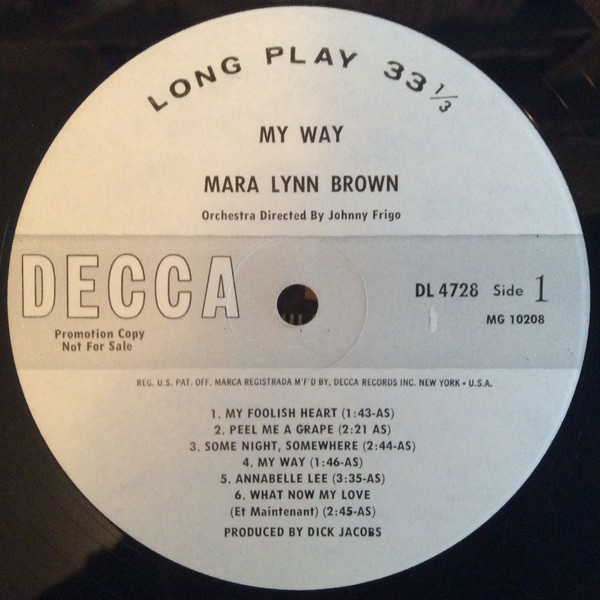 LONG PLAY 33 1/3
MY WAY
MARA LYNN BROWN
Orchestra Directed By Johnny Frigo
DECCA
DL 4728 Side 1
MG 10208
Promotion Copy
Not For Sale
REG. U.S. PAT. OFF. MARCA REGISTRADA M'F'D BY, DECCA RECORDS INC. NEW YORK • U.S.A.
1. MY FOOLISH HEART (1:43-AS)
2. PEEL ME A GRAPE (2:21 AS)
3. SOME NIGHT, SOMEWHERE (2:44-AS)
4. MY WAY (1:46-AS)
5. ANNABELLE LEE (3:35-AS)
6. WHAT NOW MY LOVE
(Et Maintenant) (2:45-AS)
PRODUCED BY DICK JACOBS